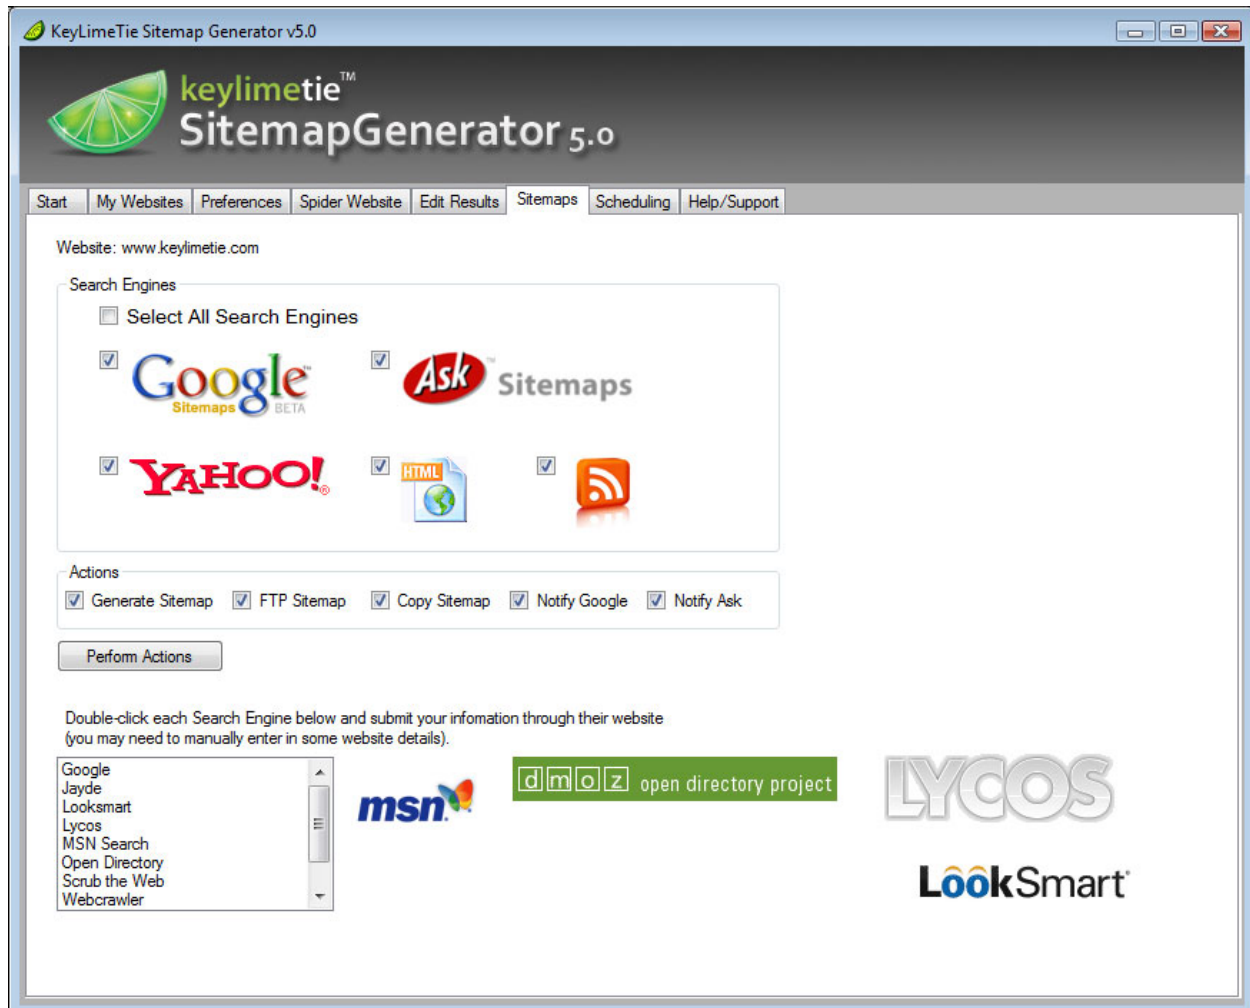 KeyLimeTie Sitemap Generator v5.0
keylimetie™
SitemapGenerator 5.0
Start My Websites Preferences Spider Website Edit Results Sitemaps Scheduling Help/Support
Website: www.keylimetie.com
Search Engines
Select All Search Engines
Google™ Sitemaps BETA
Ask™ Sitemaps
YAHOO!®
HTML
Actions
Generate Sitemap FTP Sitemap Copy Sitemap Notify Google Notify Ask
Perform Actions
Double-click each Search Engine below and submit your infomation through their website
(you may need to manually enter in some website details).
Google
Jayde
Looksmart
Lycos
MSN Search
Open Directory
Scrub the Web
Webcrawler
msn
dmoz open directory project
LYCOS
LookSmart